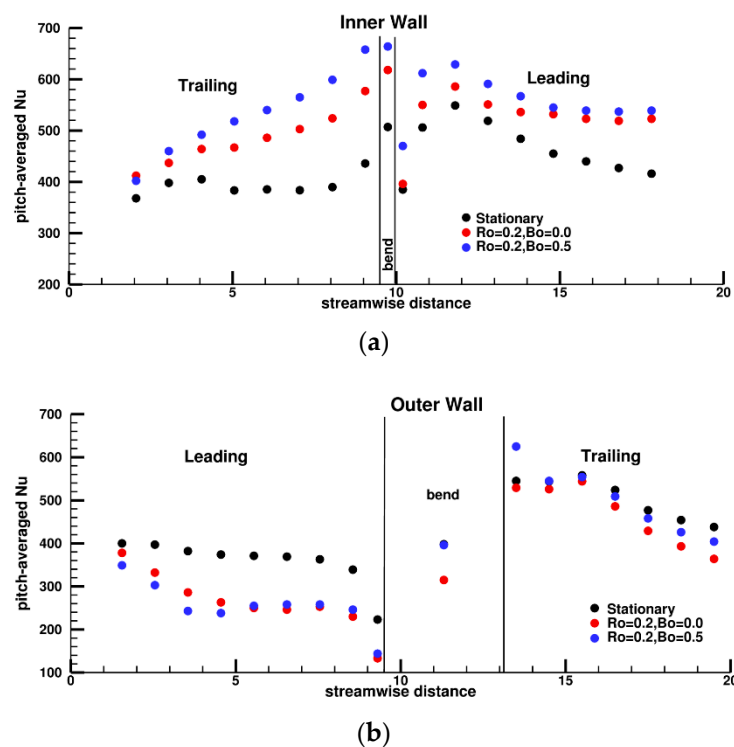 Inner Wall
700
600
500
400
300
200
pitch-averaged Nu
Trailing
Leading
bend
Stationary
Ro=0.2,Bo=0.0
Ro=0.2,Bo=0.5
0 5 10 15 20
streamwise distance
(a)
Outer Wall
700
600
500
400
300
200
100
pitch-averaged Nu
Leading
bend
Trailing
Stationary
Ro=0.2,Bo=0.0
Ro=0.2,Bo=0.5
0 5 10 15 20
streamwise distance
(b)